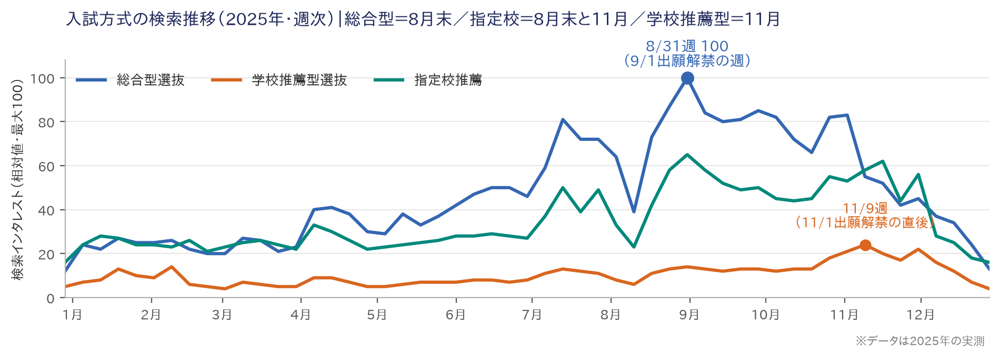 入試方式の検索推移（2025年・週次）|総合型＝8月末／指定校＝8月末と11月／学校推薦型＝11月
8/31週 100
（9/1出願解禁の週）
総合型選抜 学校推薦型選抜 指定校推薦
検索インタレスト（相対値・最大100）
100
80
60
40
20
0
11/9週
（11/1出願解禁の直後）
1月 2月 3月 4月 5月 6月 7月 8月 9月 10月 11月 12月
※データは2025年の実測